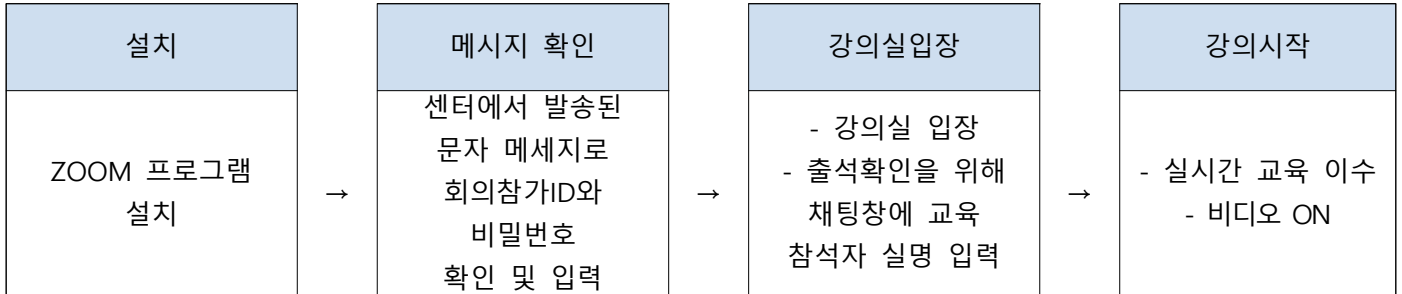 설치
ZOOM 프로그램
설치
→
메시지 확인
센터에서 발송된
문자 메세지로
회의참가ID와
비밀번호
확인 및 입력
→
강의실입장
- 강의실 입장
- 출석확인을 위해
채팅창에 교육
참석자 실명 입력
→
강의시작
- 실시간 교육 이수
- 비디오 ON